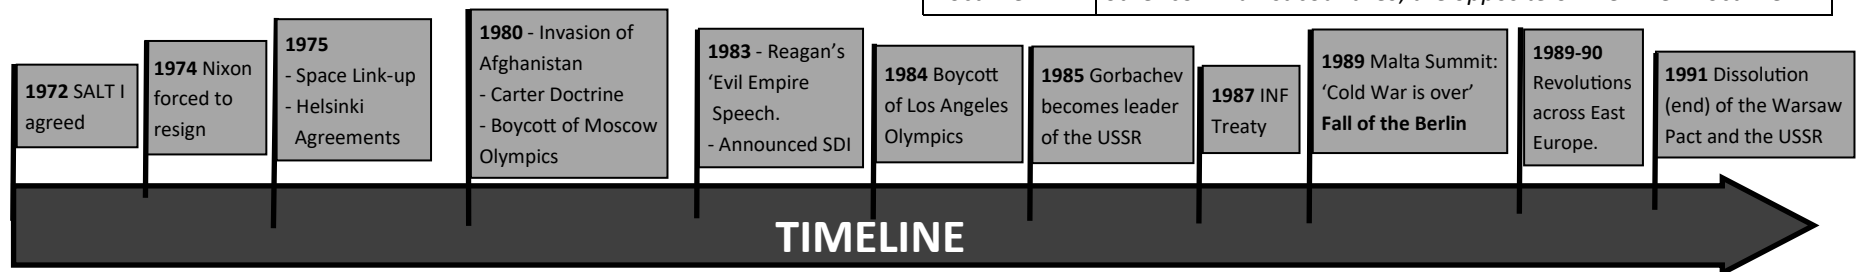 1972 SALT I
agreed
1974 Nixon
forced to
resign
1975
- Space Link-up
- Helsinki
Agreements
1980 - Invasion of
Afghanistan
- Carter Doctrine
- Boycott of Moscow
Olympics
1983 - Reagan’s
‘Evil Empire
Speech.
- Announced SDI
1984 Boycott
of Los Angeles
Olympics
1985 Gorbachev
becomes leader
of the USSR
1987 INF
Treaty
1989 Malta Summit:
‘Cold War is over’
Fall of the Berlin
1989-90
Revolutions
across East
Europe.
1991 Dissolution
(end) of the Warsaw
Pact and the USSR
TIMELINE